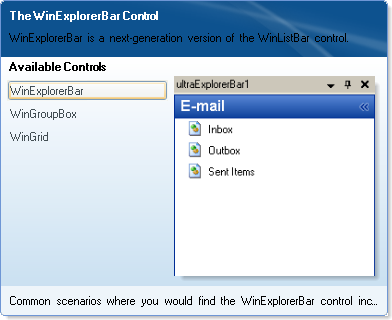 The WinExplorerBar Control
WinExplorerBar is a next-generation version of the WinListBar control.
Available Controls
WinExplorerBar
WinGroupBox
WinGrid
ultraExplorerBar1
E-mail
Inbox
Outbox
Sent Items
Common scenarios where you would find the WinExplorerBar control inc...